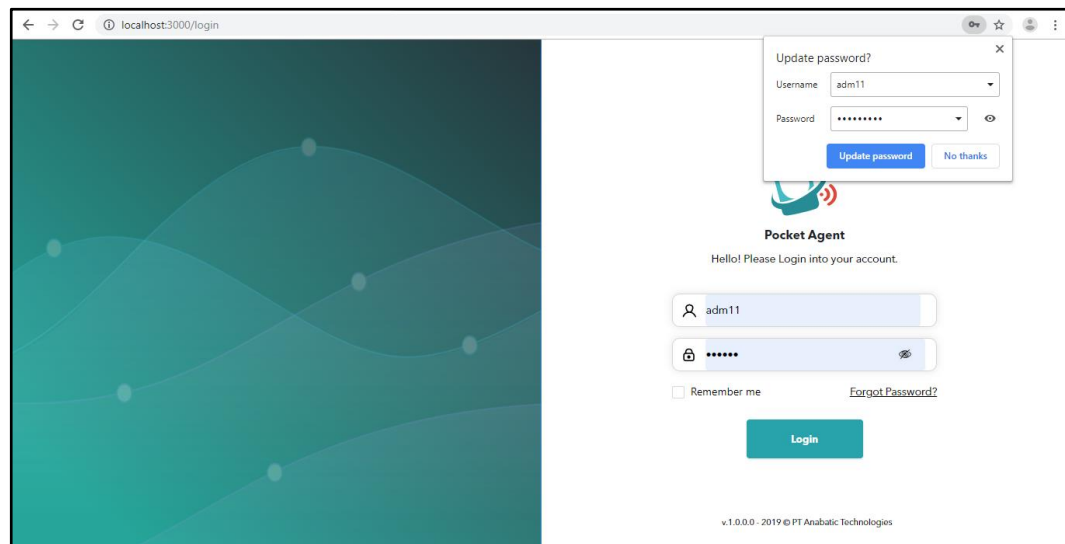 localhost:3000/login
Update password?
Username adm11
Password •••••••••
Update password No thanks
Pocket Agent
Hello! Please Login into your account.
adm11
••••••
Remember me Forgot Password?
Login
v.1.0.0.0 - 2019 © PT Anabatic Technologies